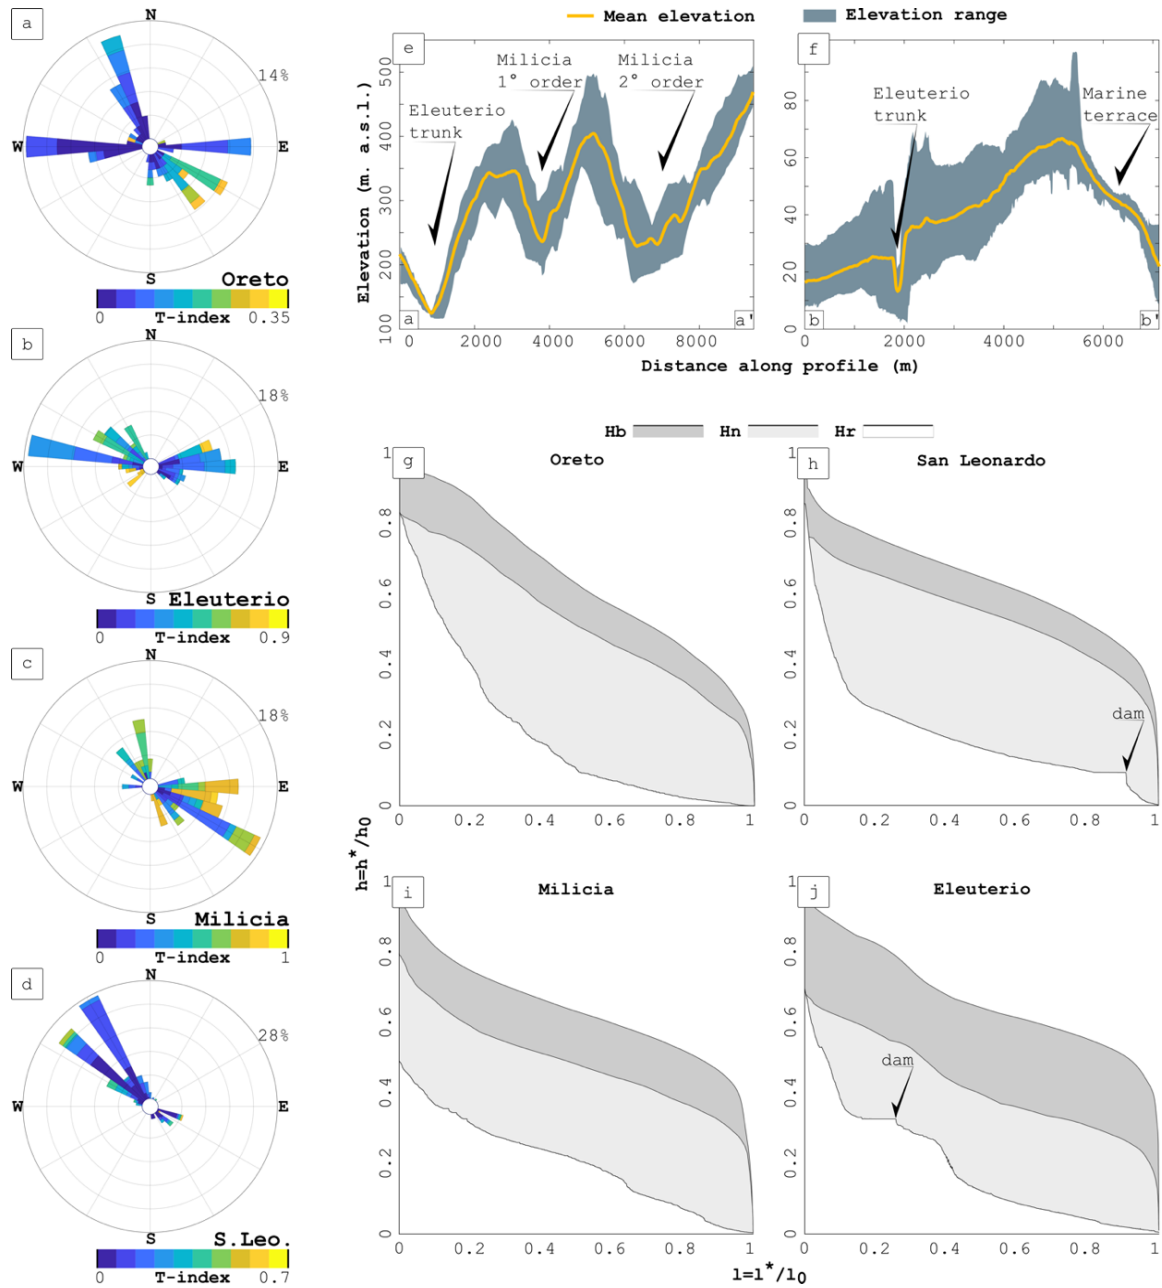 a
N
14%
W
E
S
Oreto
0 T-index 0.35
b
N
18%
W
E
S
Eleuterio
0 T-index 0.9
c
N
18%
W
E
S
Milicia
0 T-index 1
d
N
28%
W
E
S
S.Leo.
0 T-index 0.7
Mean elevation
Elevation range
e
Elevation (m. a.s.l.)
500
400
300
200
100
Eleuterio
trunk
Milicia
1° order
Milicia
2° order
a
a'
0 2000 4000 6000 8000
f
80
60
40
20
0
Eleuterio
trunk
Marine
terrace
b
b'
0 2000 4000 6000
Distance along profile (m)
Hb Hn Hr
g
Oreto
1
0.8
0.6
0.4
0.2
0
0 0.2 0.4 0.6 0.8 1
h
San Leonardo
1
0.8
0.6
0.4
0.2
0
dam
0 0.2 0.4 0.6 0.8 1
h=h*/h0
i
Milicia
1
0.8
0.6
0.4
0.2
0
0 0.2 0.4 0.6 0.8 1
j
Eleuterio
1
0.8
0.6
0.4
0.2
0
dam
0 0.2 0.4 0.6 0.8 1
l=l*/l0